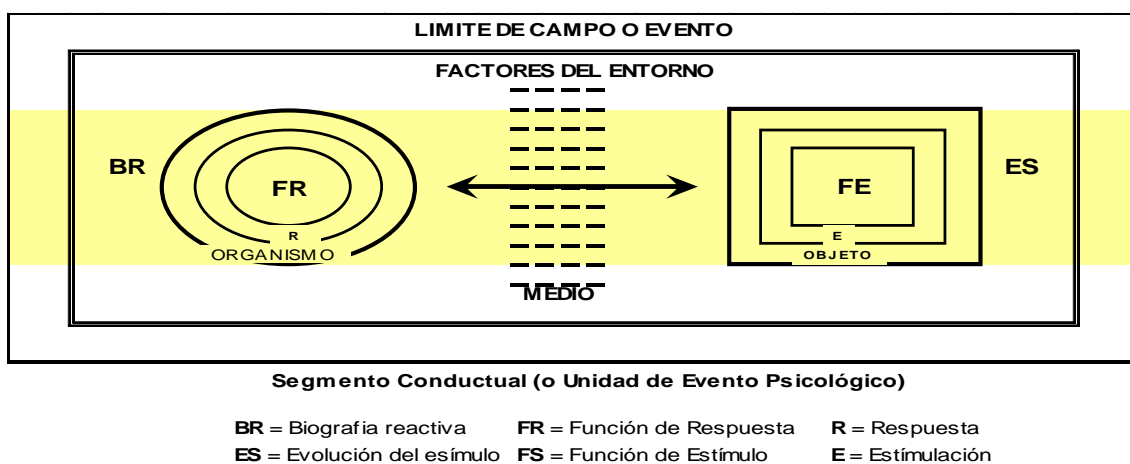 LIMITE DE CAMPO O EVENTO
FACTORES DEL ENTORNO
BR
FR
R
ORGANISMO
MEDIO
FE
E
OBJETO
ES
Segmento Conductual (o Unidad de Evento Psicológico)
BR = Biografia reactiva FR = Función de Respuesta R = Respuesta
ES = Evolución del esímulo FS = Función de Estímulo E = Estímulación